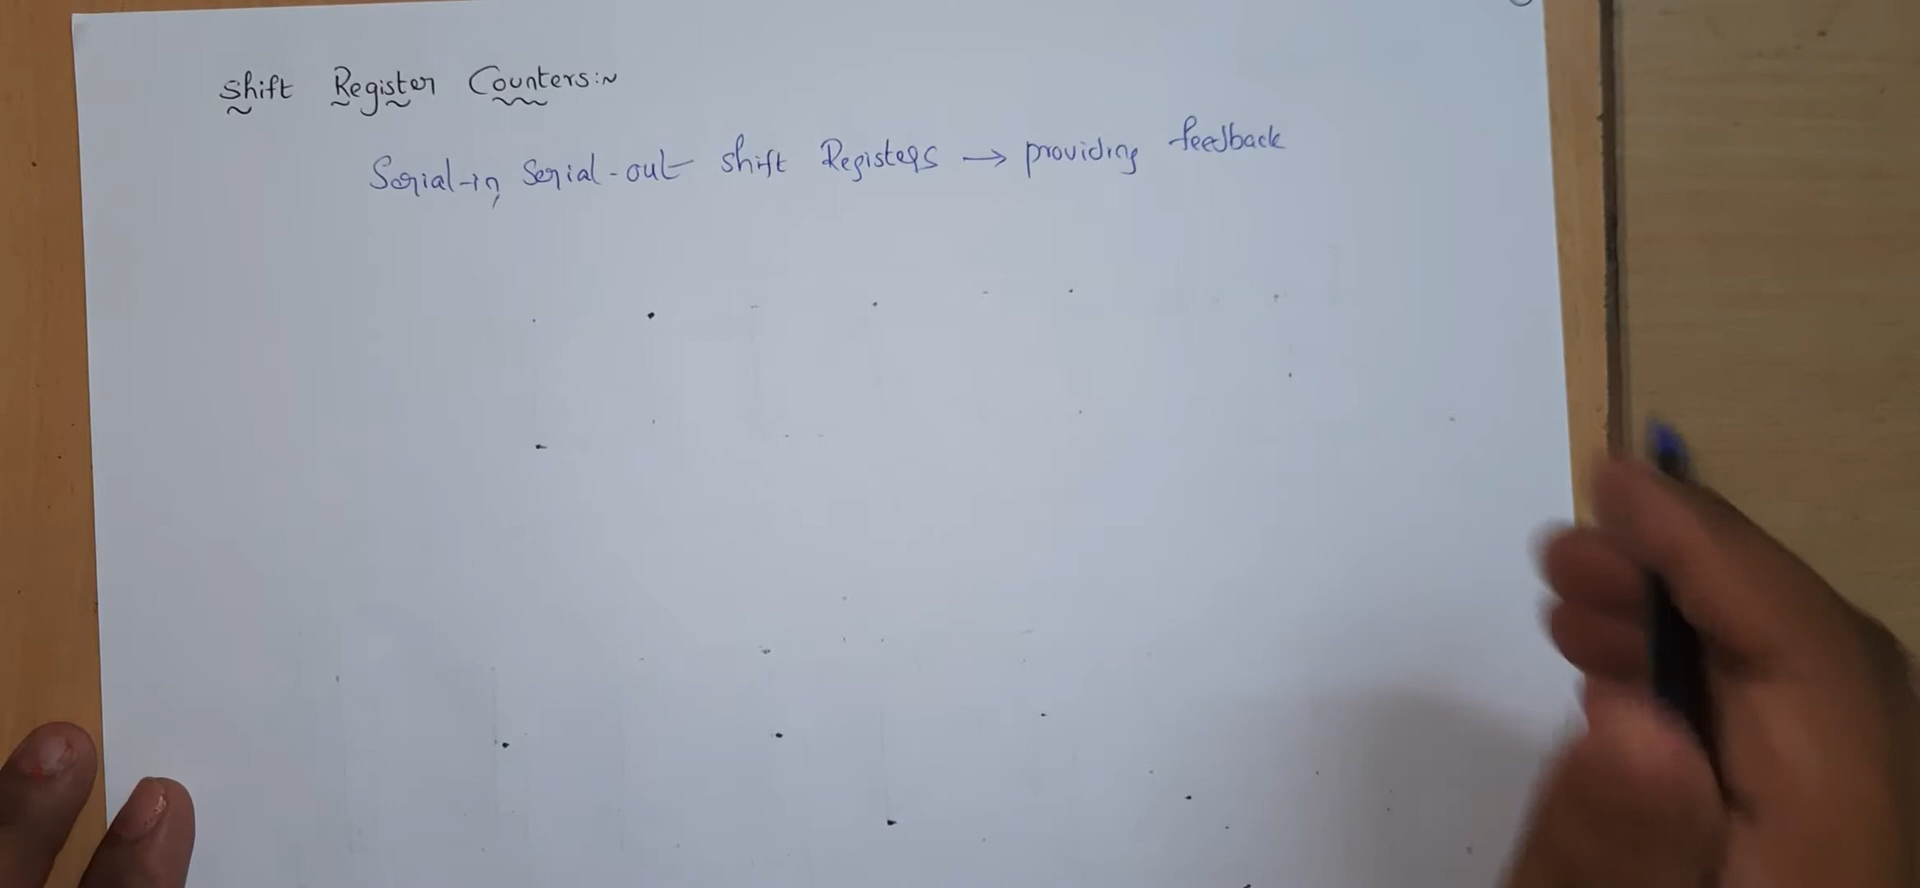 Shift Register Counters:~
Serial-in, Serial-out shift Registers → providing feedback